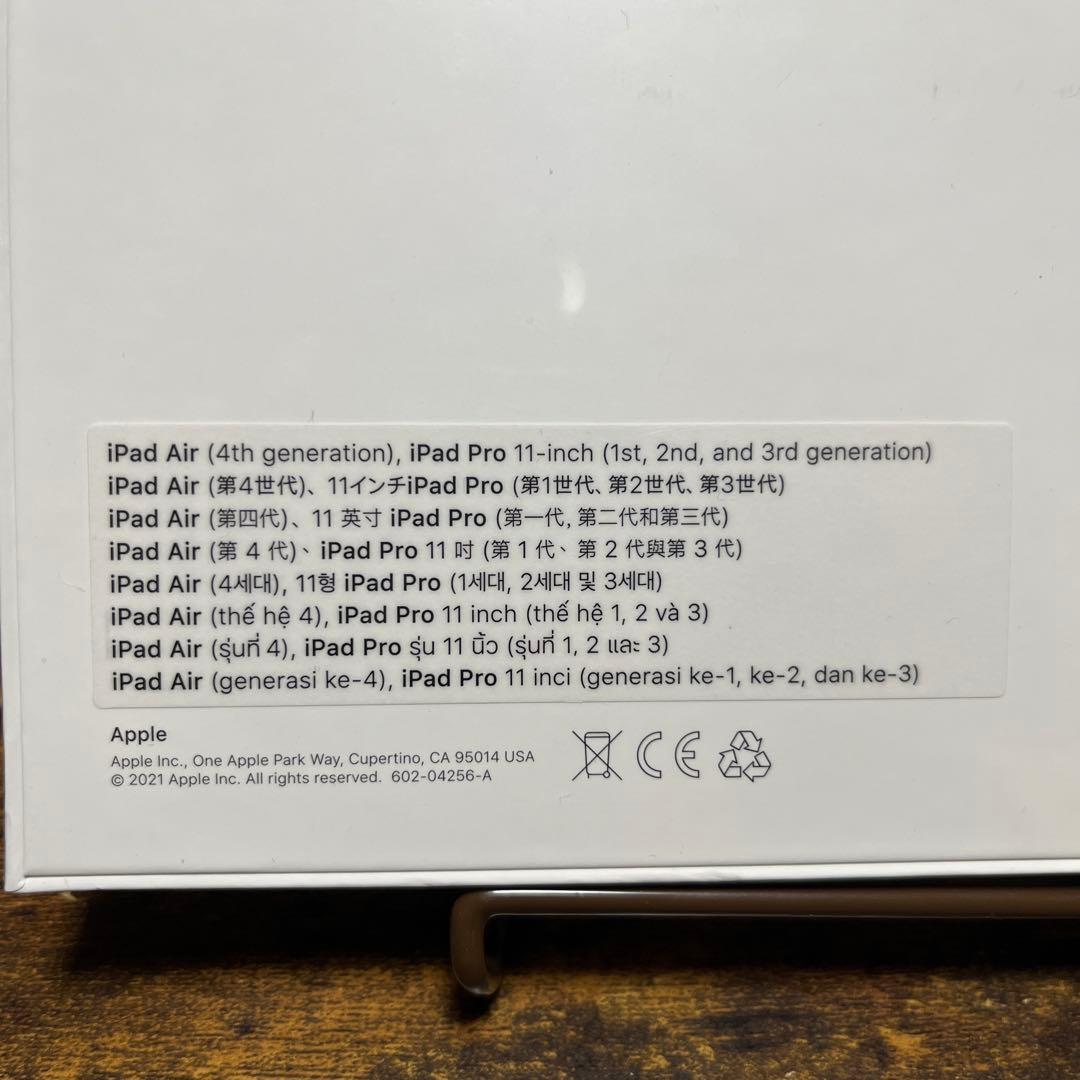 iPad Air (4th generation), iPad Pro 11-inch (1st, 2nd, and 3rd generation)
iPad Air (第4世代)、11インチiPad Pro (第1世代、第2世代、第3世代)
iPad Air (第四代)、11 英寸 iPad Pro (第一代, 第二代和第三代)
iPad Air (第 4 代)、iPad Pro 11 吋 (第 1 代、第 2 代與第 3 代)
iPad Air (4세대), 11형 iPad Pro (1세대, 2세대 및 3세대)
iPad Air (thế hệ 4), iPad Pro 11 inch (thế hệ 1, 2 và 3)
iPad Air (รุ่นที่ 4), iPad Pro รุ่น 11 นิ้ว (รุ่นที่ 1, 2 และ 3)
iPad Air (generasi ke-4), iPad Pro 11 inci (generasi ke-1, ke-2, dan ke-3)
Apple
Apple Inc., One Apple Park Way, Cupertino, CA 95014 USA
© 2021 Apple Inc. All rights reserved. 602-04256-A
CE